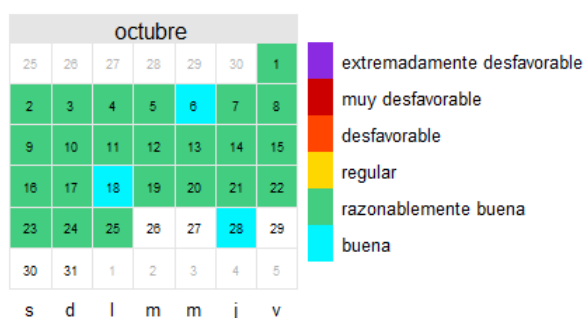 octubre
25 26 27 28 29 30 1
2 3 4 5 6 7 8
9 10 11 12 13 14 15
16 17 18 19 20 21 22
23 24 25 26 27 28 29
30 31 1 2 3 4 5
s d l m m j v
extremadamente desfavorable
muy desfavorable
desfavorable
regular
razonablemente buena
buena